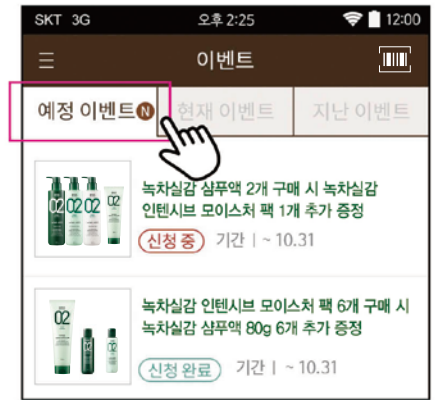 SKT 3G 오후 2:25 12:00
이벤트
예정 이벤트 N 현재 이벤트 지난 이벤트
녹차실감 샴푸액 2개 구매 시 녹차실감
인텐시브 모이스처 팩 1개 추가 증정
신청 중 기간 | ~ 10.31
녹차실감 인텐시브 모이스처 팩 6개 구매 시
녹차실감 샴푸액 80g 6개 추가 증정
신청 완료 기간 | ~ 10.31
02 02 02 02
02